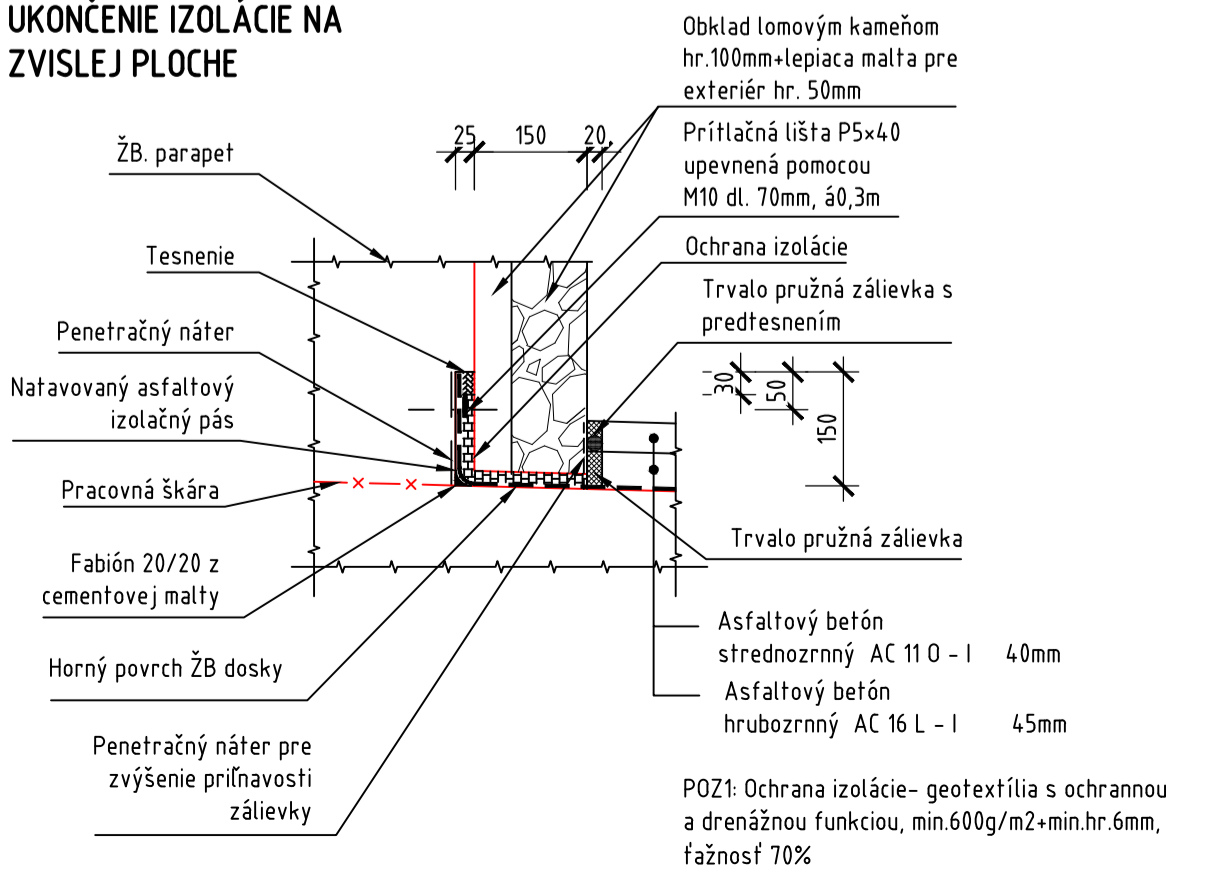 UKONČENIE IZOLÁCIE NA
ZVISLEJ PLOCHE
Obklad lomovým kameňom
hr.100mm+lepiaca malta pre
exteriér hr. 50mm
Prítlačná lišta P5×40
upevnená pomocou
M10 dl. 70mm, á0,3m
Ochrana izolácie
Trvalo pružná zálievka s
predtesnením
25 150 20
30
50
150
ŽB. parapet
Tesnenie
Penetračný náter
Natavovaný asfaltový
izolačný pás
Pracovná škára
Fabión 20/20 z
cementovej malty
Horný povrch ŽB dosky
Penetračný náter pre
zvýšenie priľnavosti
zálievky
Trvalo pružná zálievka
Asfaltový betón
strednozrnný AC 11 O - I 40mm
Asfaltový betón
hrubozrnný AC 16 L - I 45mm
POZ1: Ochrana izolácie- geotextília s ochrannou
a drenážnou funkciou, min.600g/m2+min.hr.6mm,
ťažnosť 70%